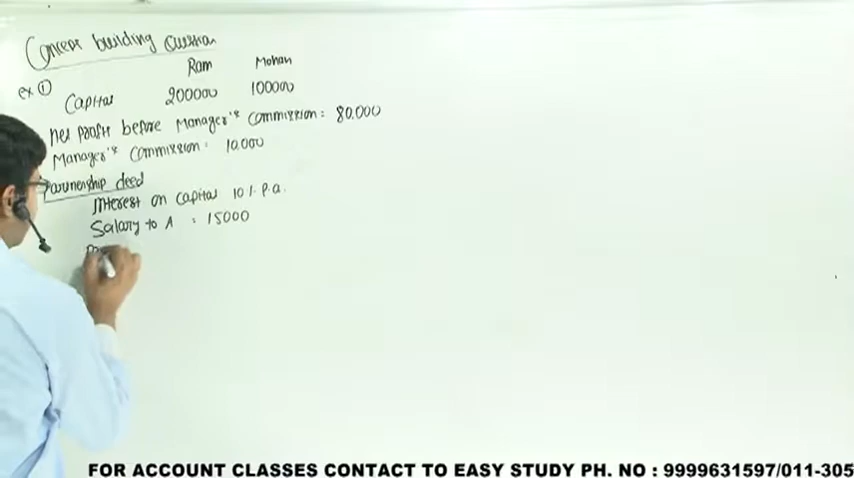 Concept building Question
Ram Mohan
ex ① Capital 200000 100000
Net profit before Manager's Commission : 80,000
Manager's Commission : 10,000
Partnership deed
Interest on capital 10 % p.a.
Salary to A : 15000
FOR ACCOUNT CLASSES CONTACT TO EASY STUDY PH. NO : 9999631597/011-305